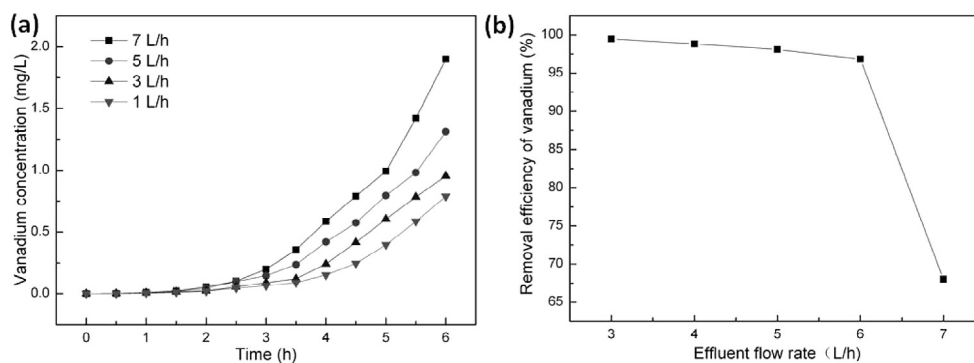 (a)
7 L/h
5 L/h
3 L/h
1 L/h
Vanadium concentration (mg/L)
2.0
1.5
1.0
0.5
0.0
0 1 2 3 4 5 6
Time (h)
(b)
Removal efficiency of vanadium (%)
100
95
90
85
80
75
70
65
3 4 5 6 7
Effluent flow rate (L/h)